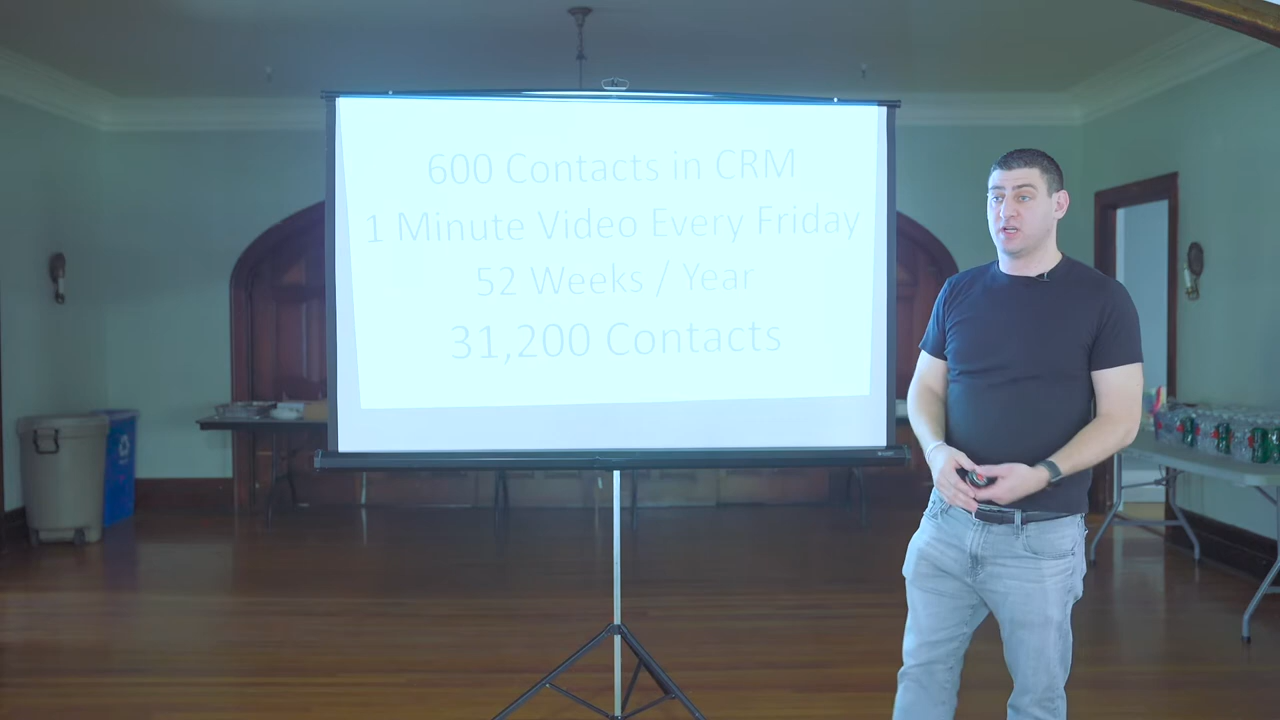 600 Contacts in CRM
1 Minute Video Every Friday
52 Weeks / Year
31,200 Contacts